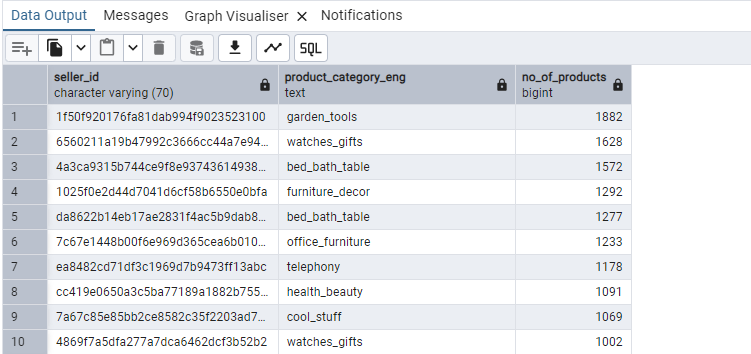 Data Output Messages Graph Visualiser Notifications
SQL
seller_id product_category_eng no_of_products
character varying (70) text bigint
1 1f50f920176fa81dab994f9023523100 garden_tools 1882
2 6560211a19b47992c3666cc44a7e94... watches_gifts 1628
3 4a3ca9315b744ce9f8e93743614938... bed_bath_table 1572
4 1025f0e2d44d7041d6cf58b6550e0bfa furniture_decor 1292
5 da8622b14eb17ae2831f4ac5b9dab8... bed_bath_table 1277
6 7c67e1448b00f6e969d365cea6b010... office_furniture 1233
7 ea8482cd71df3c1969d7b9473ff13abc telephony 1178
8 cc419e0650a3c5ba77189a1882b755... health_beauty 1091
9 7a67c85e85bb2ce8582c35f2203ad7... cool_stuff 1069
10 4869f7a5dfa277a7dca6462dcf3b52b2 watches_gifts 1002